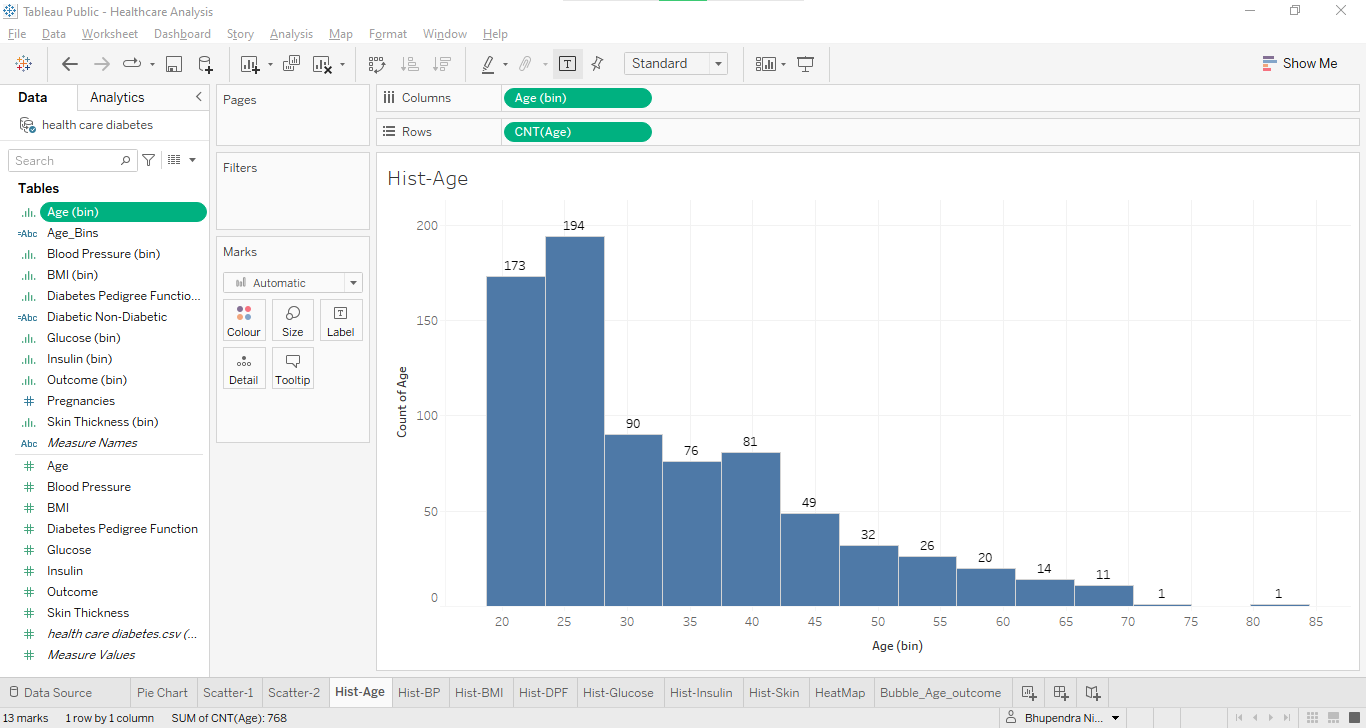 Tableau Public - Healthcare Analysis
File Data Worksheet Dashboard Story Analysis Map Format Window Help
Standard
Show Me
Data Analytics
health care diabetes
Search
Tables
Age (bin)
=Abc Age_Bins
Blood Pressure (bin)
BMI (bin)
Diabetes Pedigree Functio...
=Abc Diabetic Non-Diabetic
Glucose (bin)
Insulin (bin)
Outcome (bin)
# Pregnancies
Skin Thickness (bin)
Abc Measure Names
# Age
# Blood Pressure
# BMI
# Diabetes Pedigree Function
# Glucose
# Insulin
# Outcome
# Skin Thickness
# health care diabetes.csv (...
# Measure Values
Pages
Filters
Marks
Automatic
Colour Size Label
Detail Tooltip
Columns Age (bin)
Rows CNT(Age)
Hist-Age
Count of Age
200
150
100
50
0
173 194 90 76 81 49 32 26 20 14 11 1 1
20 25 30 35 40 45 50 55 60 65 70 75 80 85
Age (bin)
Data Source Pie Chart Scatter-1 Scatter-2 Hist-Age Hist-BP Hist-BMI Hist-DPF Hist-Glucose Hist-Insulin Hist-Skin HeatMap Bubble_Age_outcome
13 marks 1 row by 1 column SUM of CNT(Age): 768 Bhupendra Ni...